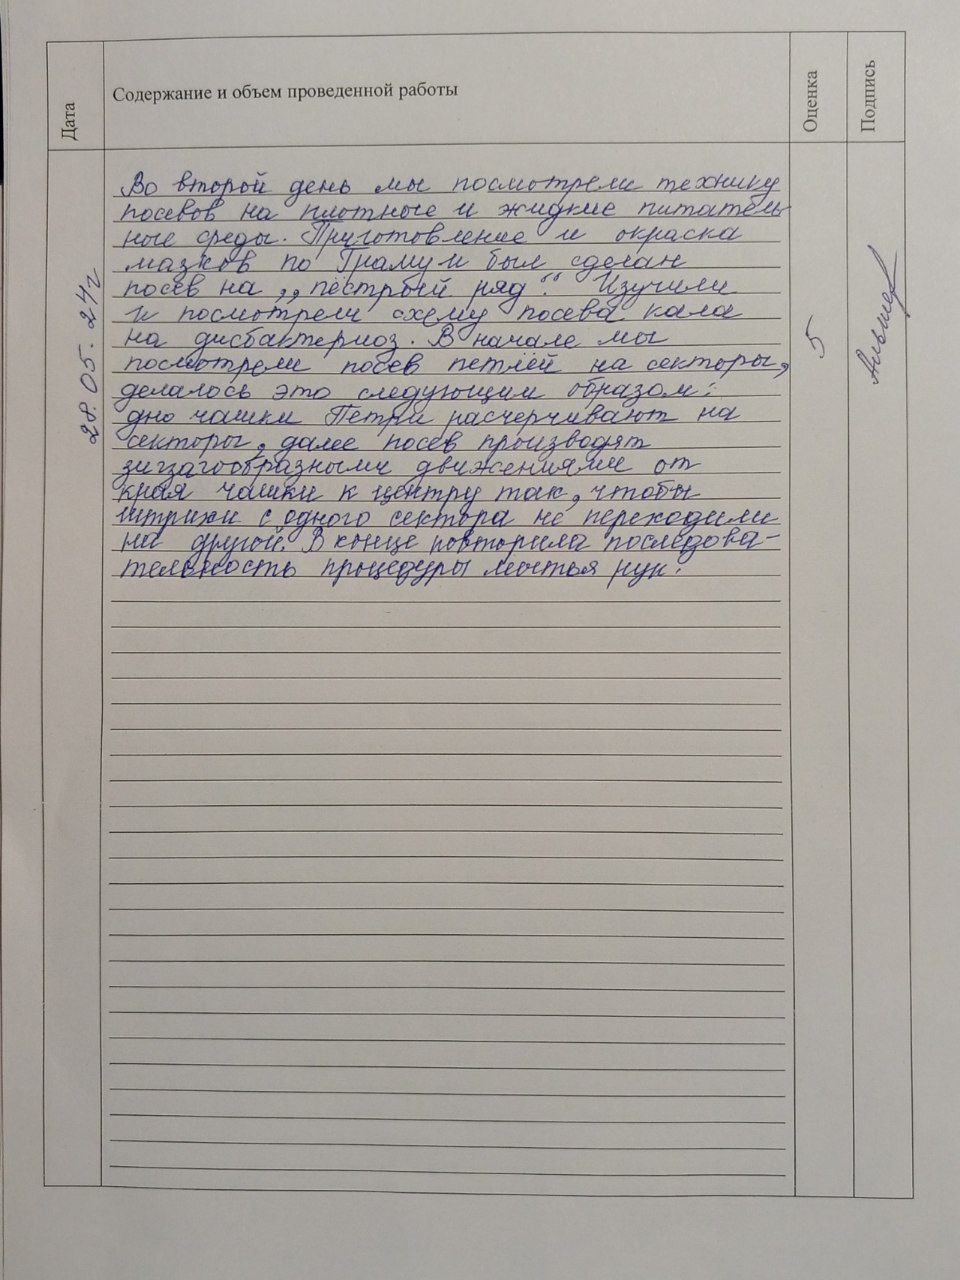 Дата
Содержание и объем проведенной работы
Оценка
Подпись
28.05.24г
Во второй день мы посмотрели технику
посевов на плотные и жидкие питатель
ные среды. Приготовление и окраска
мазков по Граму и был сделан
посев на ,,пёстрый ряд“. Изучили
и посмотрели схему посева кала
на дисбактериоз. В начале мы
посмотрели посев петлёй на секторы,
делалось это следующим образом:
дно чашки Петри расчерчивают на
секторы, далее посев производят
зигзагообразными движениями от
края чашки к центру так, чтобы
штрихи с одного сектора не переходили
на другой. В конце повторила последова-
тельность процедуры мытья рук.
5